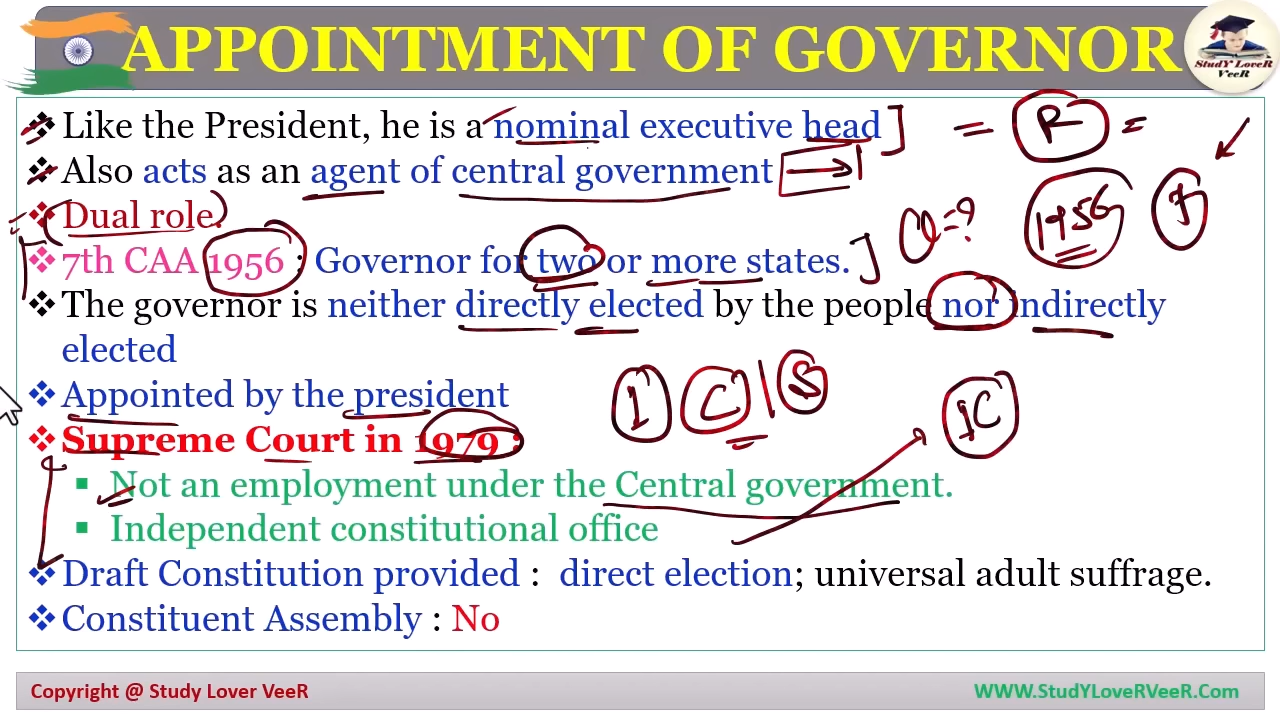 APPOINTMENT OF GOVERNOR
StudY LoveR
VeeR
Like the President, he is a nominal executive head
= R =
Also acts as an agent of central government
Dual role.
1956
7th CAA 1956 : Governor for two or more states.
The governor is neither directly elected by the people nor indirectly
elected
Appointed by the president
I C | S
IC
Supreme Court in 1979 :
Not an employment under the Central government.
Independent constitutional office
Draft Constitution provided : direct election; universal adult suffrage.
Constituent Assembly : No
Copyright @ Study Lover VeeR
WWW.StudYLoveRVeeR.Com